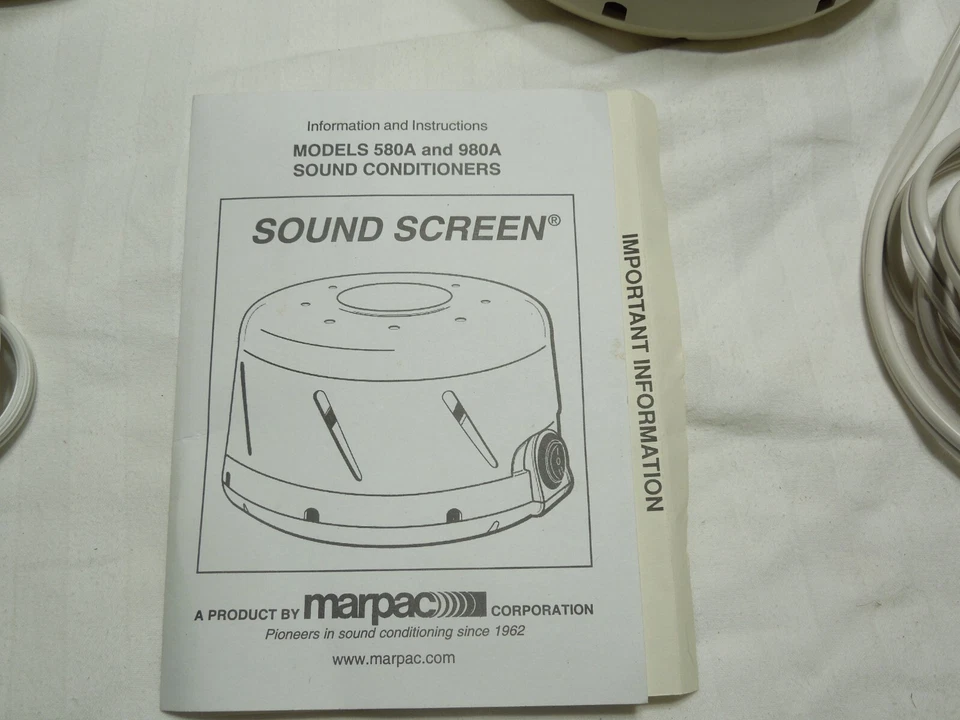 Information and Instructions
MODELS 580A and 980A
SOUND CONDITIONERS
SOUND SCREEN®
A PRODUCT BY marpac CORPORATION
Pioneers in sound conditioning since 1962
www.marpac.com
IMPORTANT INFORMATION